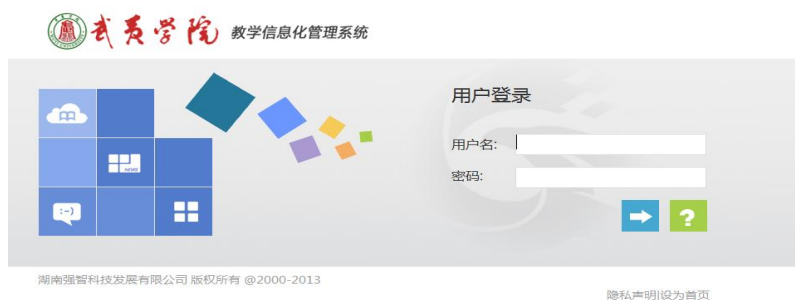 武夷学院 教学信息化管理系统
用户登录
用户名:
密码:
NEWS
:-)
?
湖南强智科技发展有限公司 版权所有 @2000-2013
隐私声明|设为首页